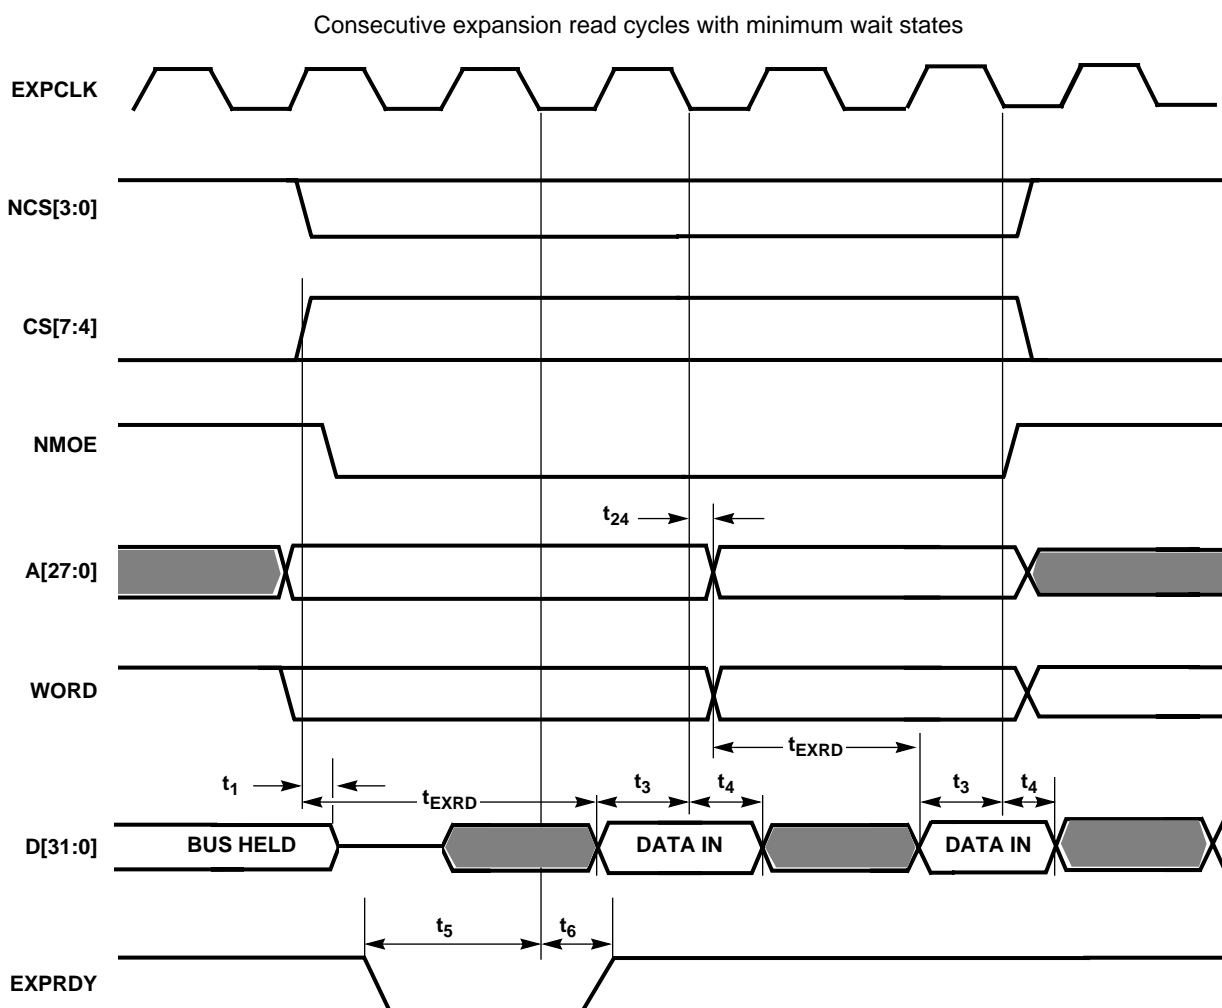 Consecutive expansion read cycles with minimum wait states
EXPCLK
NCS[3:0]
CS[7:4]
NMOE
t24
A[27:0]
WORD
tEXRD
t1
tEXRD
t3
t4
t3
t4
D[31:0]
BUS HELD
DATA IN
DATA IN
t5
t6
EXPRDY